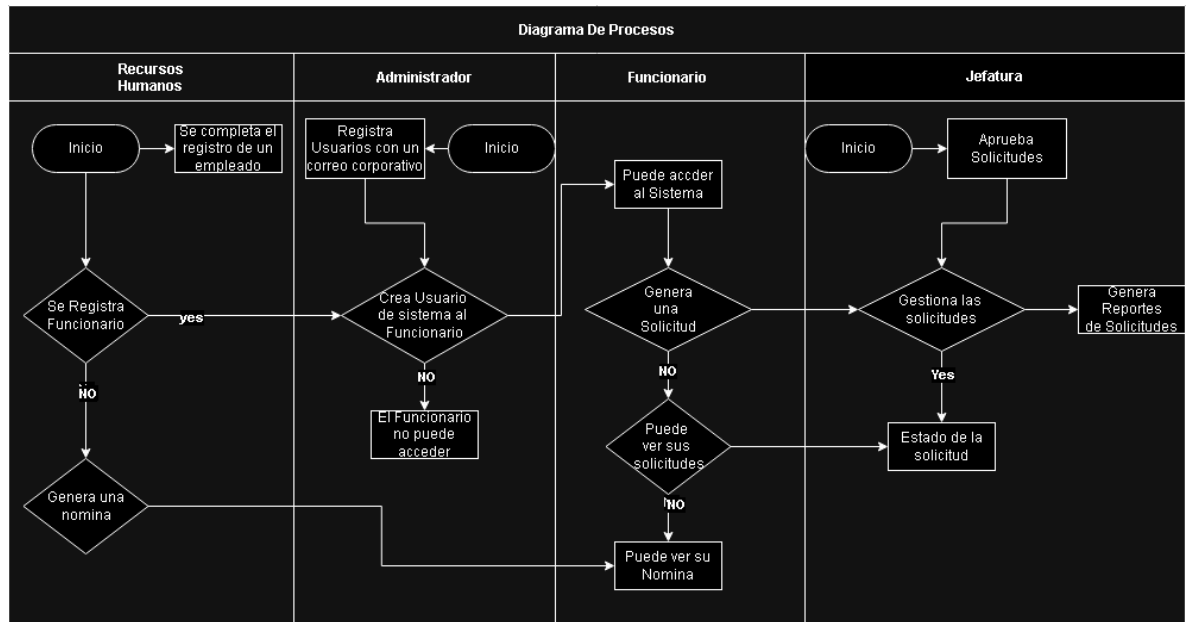 Diagrama De Procesos
Recursos
Humanos
Administrador
Funcionario
Jefatura
Inicio
Se completa el
registro de un
empleado
Se Registra
Funcionario
yes
NO
Genera una
nomina
Registra
Usuarios con un
correo corporativo
Inicio
Crea Usuario
de sistema al
Funcionario
NO
El Funcionario
no puede
acceder
Puede accder
al Sistema
Genera
una
Solicitud
NO
Puede
ver sus
solicitudes
NO
Puede ver su
Nomina
Inicio
Aprueba
Solicitudes
Gestiona las
solicitudes
Genera
Reportes
de Solicitudes
Yes
Estado de la
solicitud